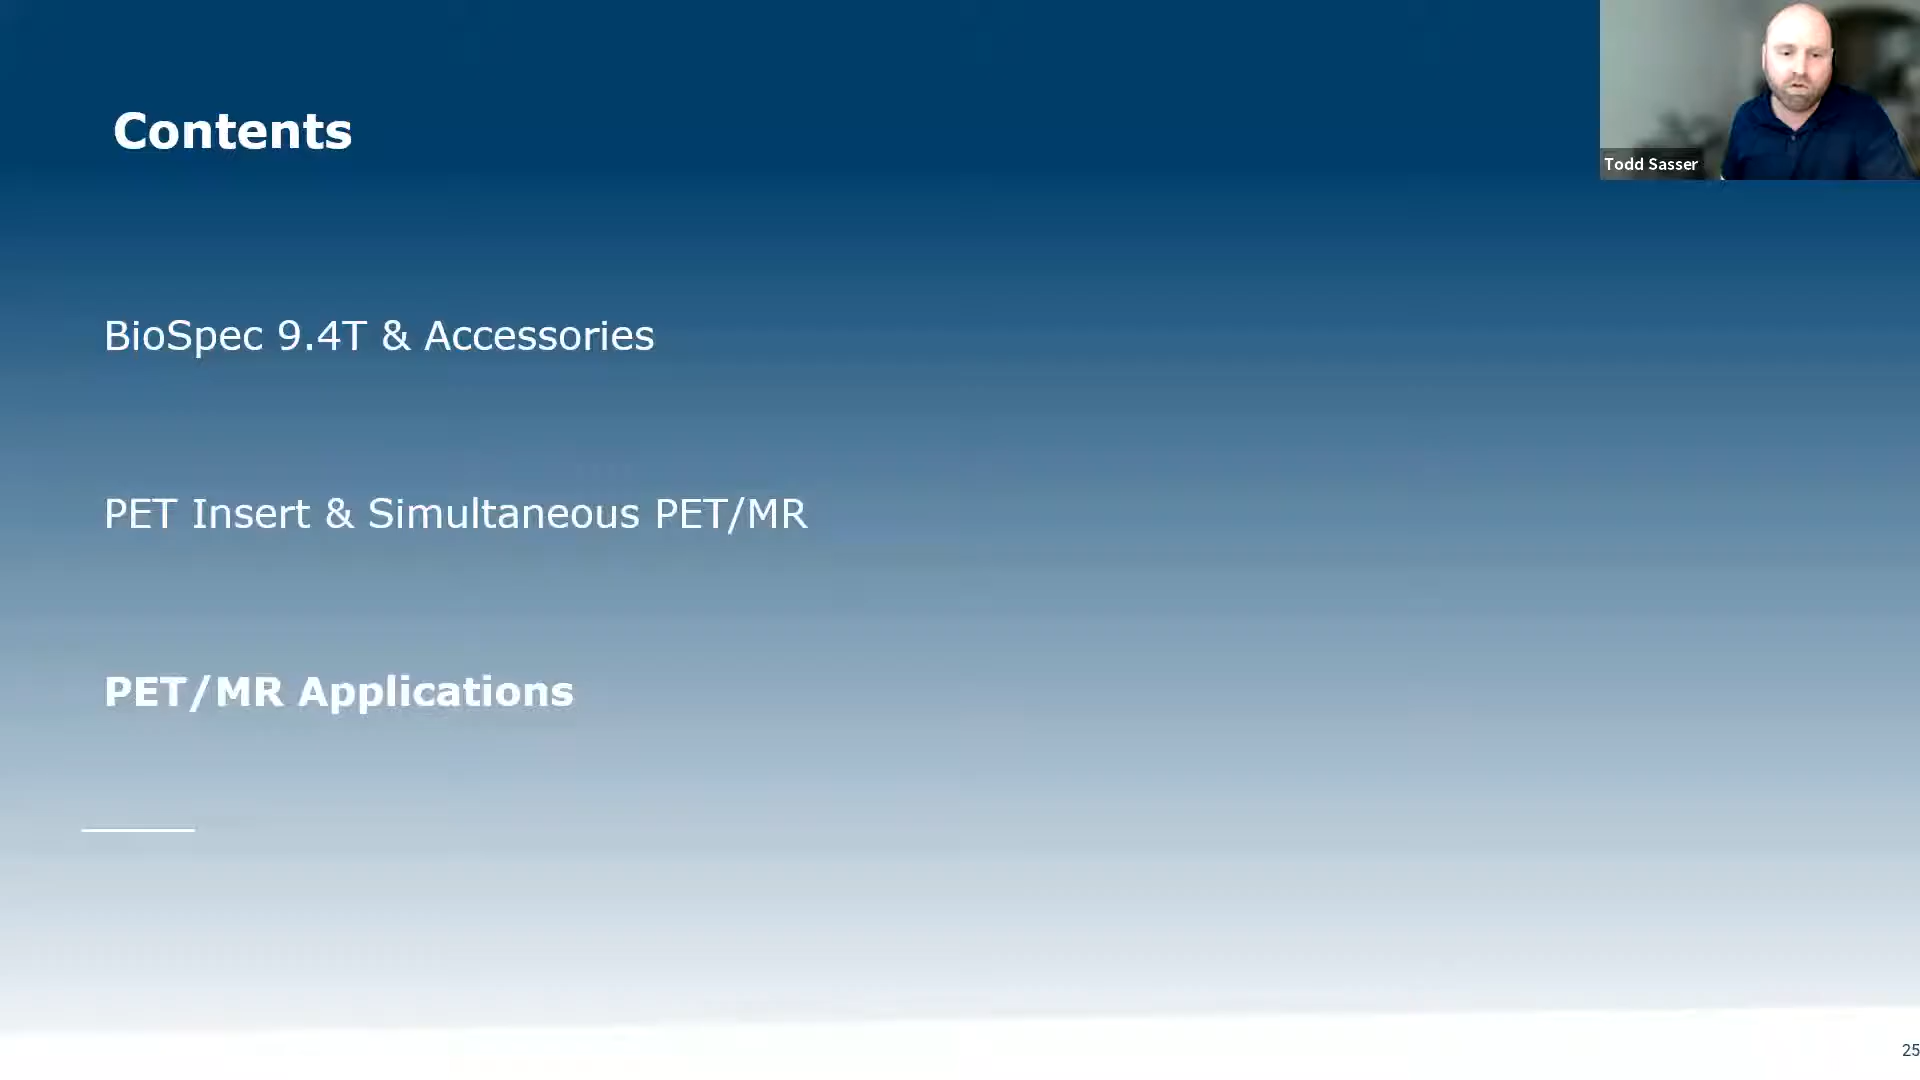 Contents
Todd Sasser
BioSpec 9.4T & Accessories
PET Insert & Simultaneous PET/MR
PET/MR Applications
25